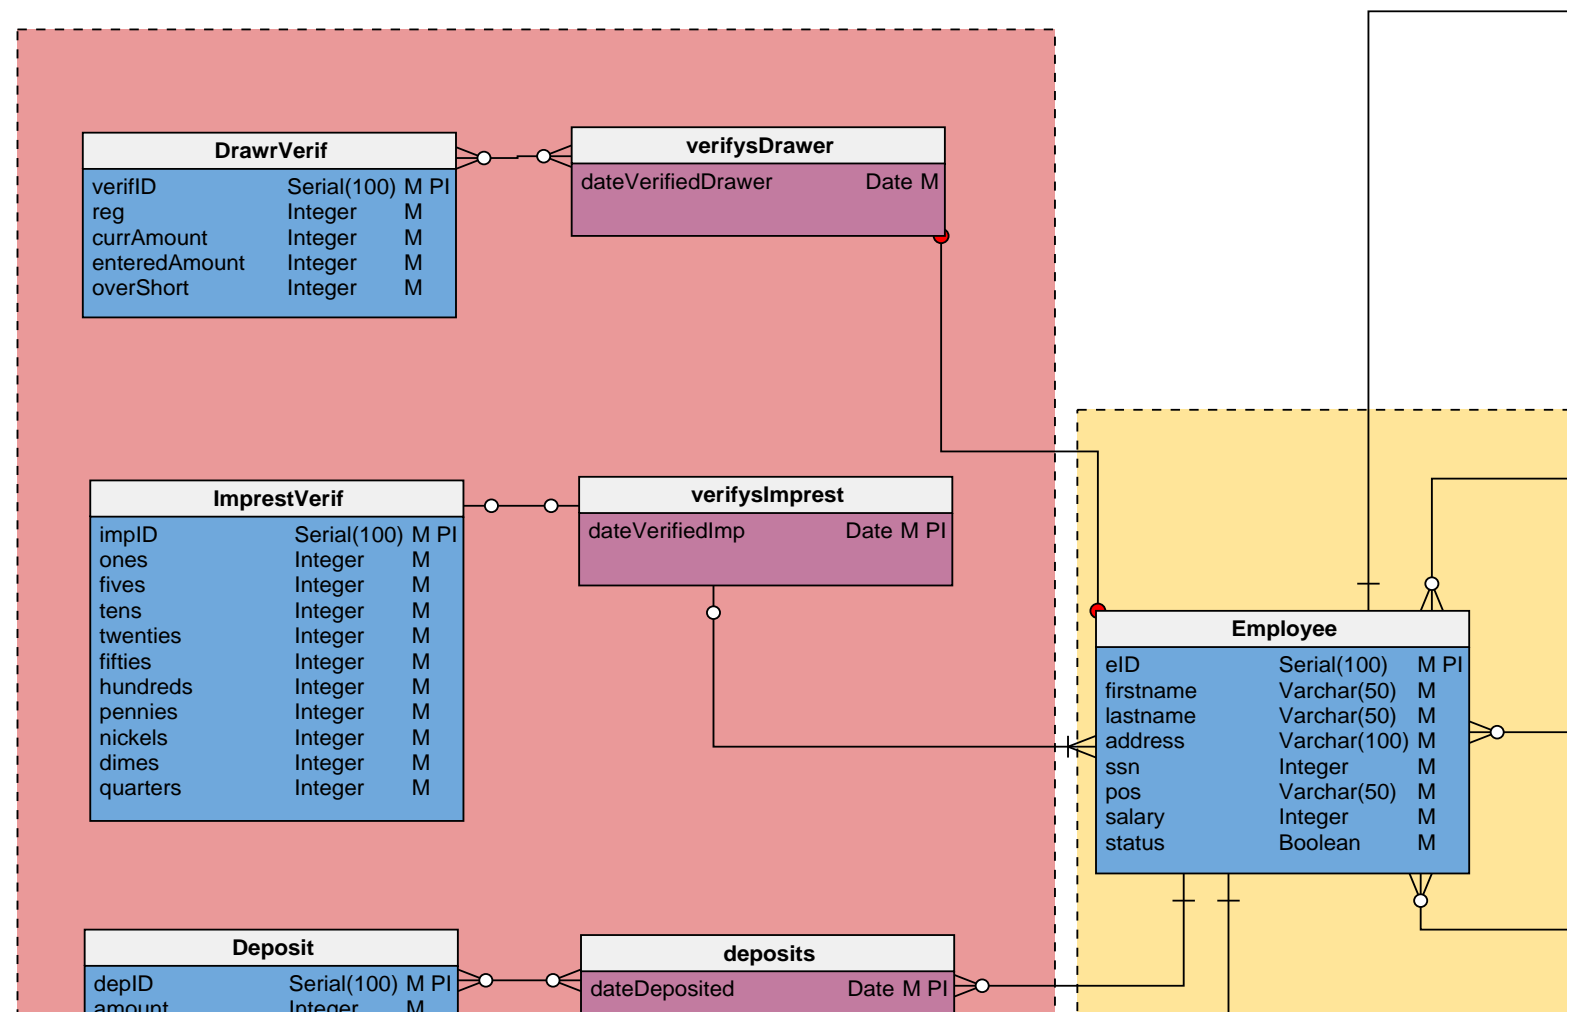 DrawrVerif
verifID Serial(100) M PI
reg Integer M
currAmount Integer M
enteredAmount Integer M
overShort Integer M
verifysDrawer
dateVerifiedDrawer Date M
ImprestVerif
impID Serial(100) M PI
ones Integer M
fives Integer M
tens Integer M
twenties Integer M
fifties Integer M
hundreds Integer M
pennies Integer M
nickels Integer M
dimes Integer M
quarters Integer M
verifysImprest
dateVerifiedImp Date M PI
Employee
eID Serial(100) M PI
firstname Varchar(50) M
lastname Varchar(50) M
address Varchar(100) M
ssn Integer M
pos Varchar(50) M
salary Integer M
status Boolean M
Deposit
depID Serial(100) M PI
amount Integer M
deposits
dateDeposited Date M PI